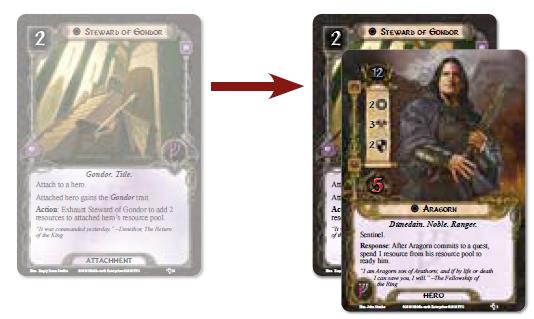 2
STEWARD OF GONDOR
Gondor. Title.
Attach to a hero.
Attached hero gains the Gondor trait.
Action: Exhaust Steward of Gondor to add 2
resources to attached hero's resource pool.
"It was commanded yesterday." –Denethor, The Return
of the King
ATTACHMENT
2
STEWARD OF GONDOR
12
2
3
2
5
ARAGORN
Dúnedain. Noble. Ranger.
Sentinel.
Response: After Aragorn commits to a quest,
spend 1 resource from his resource pool to
ready him.
"I am Aragorn son of Arathorn; and if by life or death
I can save you, I will." –The Fellowship of
the Ring
HERO